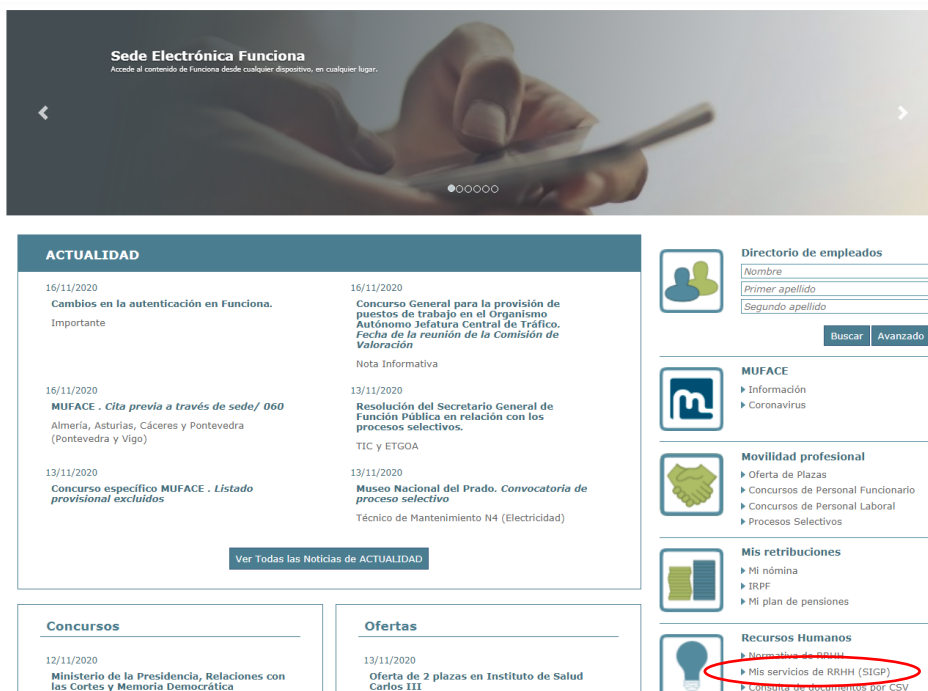 Sede Electrónica Funciona
Accede al contenido de Funciona desde cualquier dispositivo, en cualquier lugar.
ACTUALIDAD
16/11/2020
Cambios en la autenticación en Funciona.
Importante
16/11/2020
Concurso General para la provisión de
puestos de trabajo en el Organismo
Autónomo Jefatura Central de Tráfico.
Fecha de la reunión de la Comisión de
Valoración
Nota Informativa
16/11/2020
MUFACE . Cita previa a través de sede/ 060
Almería, Asturias, Cáceres y Pontevedra
(Pontevedra y Vigo)
13/11/2020
Resolución del Secretario General de
Función Pública en relación con los
procesos selectivos.
TIC y ETGOA
13/11/2020
Concurso específico MUFACE . Listado
provisional excluidos
13/11/2020
Museo Nacional del Prado. Convocatoria de
proceso selectivo
Técnico de Mantenimiento N4 (Electricidad)
Ver Todas las Noticias de ACTUALIDAD
Concursos
12/11/2020
Ministerio de la Presidencia, Relaciones con
las Cortes y Memoria Democrática
Ofertas
13/11/2020
Oferta de 2 plazas en Instituto de Salud
Carlos III
Directorio de empleados
Nombre
Primer apellido
Segundo apellido
Buscar
Avanzado
MUFACE
Información
Coronavirus
Movilidad profesional
Oferta de Plazas
Concursos de Personal Funcionario
Concursos de Personal Laboral
Procesos Selectivos
Mis retribuciones
Mi nómina
IRPF
Mi plan de pensiones
Recursos Humanos
Normativa de RRHH
Mis servicios de RRHH (SIGP)
Consulta de documentos por CSV